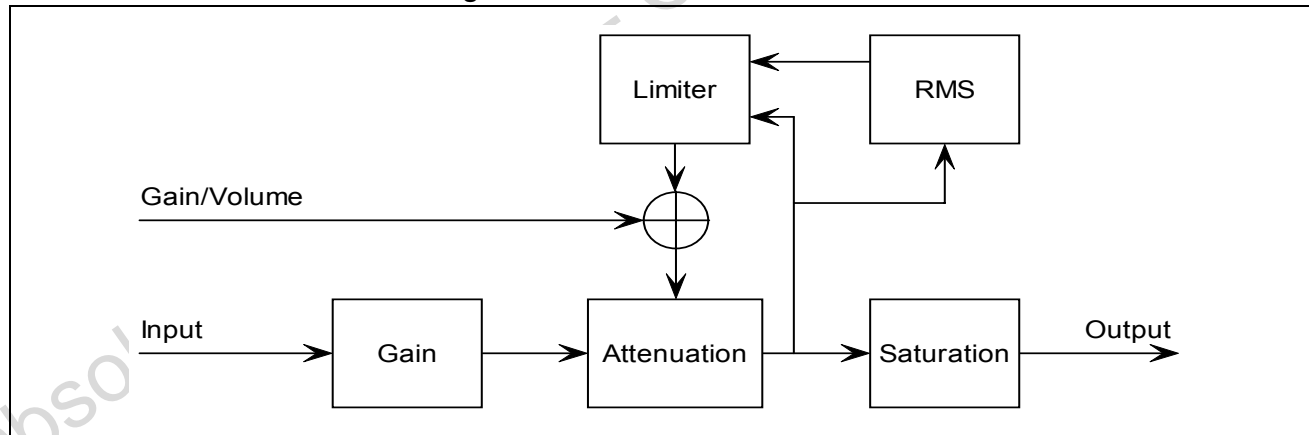 Limiter
RMS
Gain/Volume
Input
Gain
Attenuation
Saturation
Output